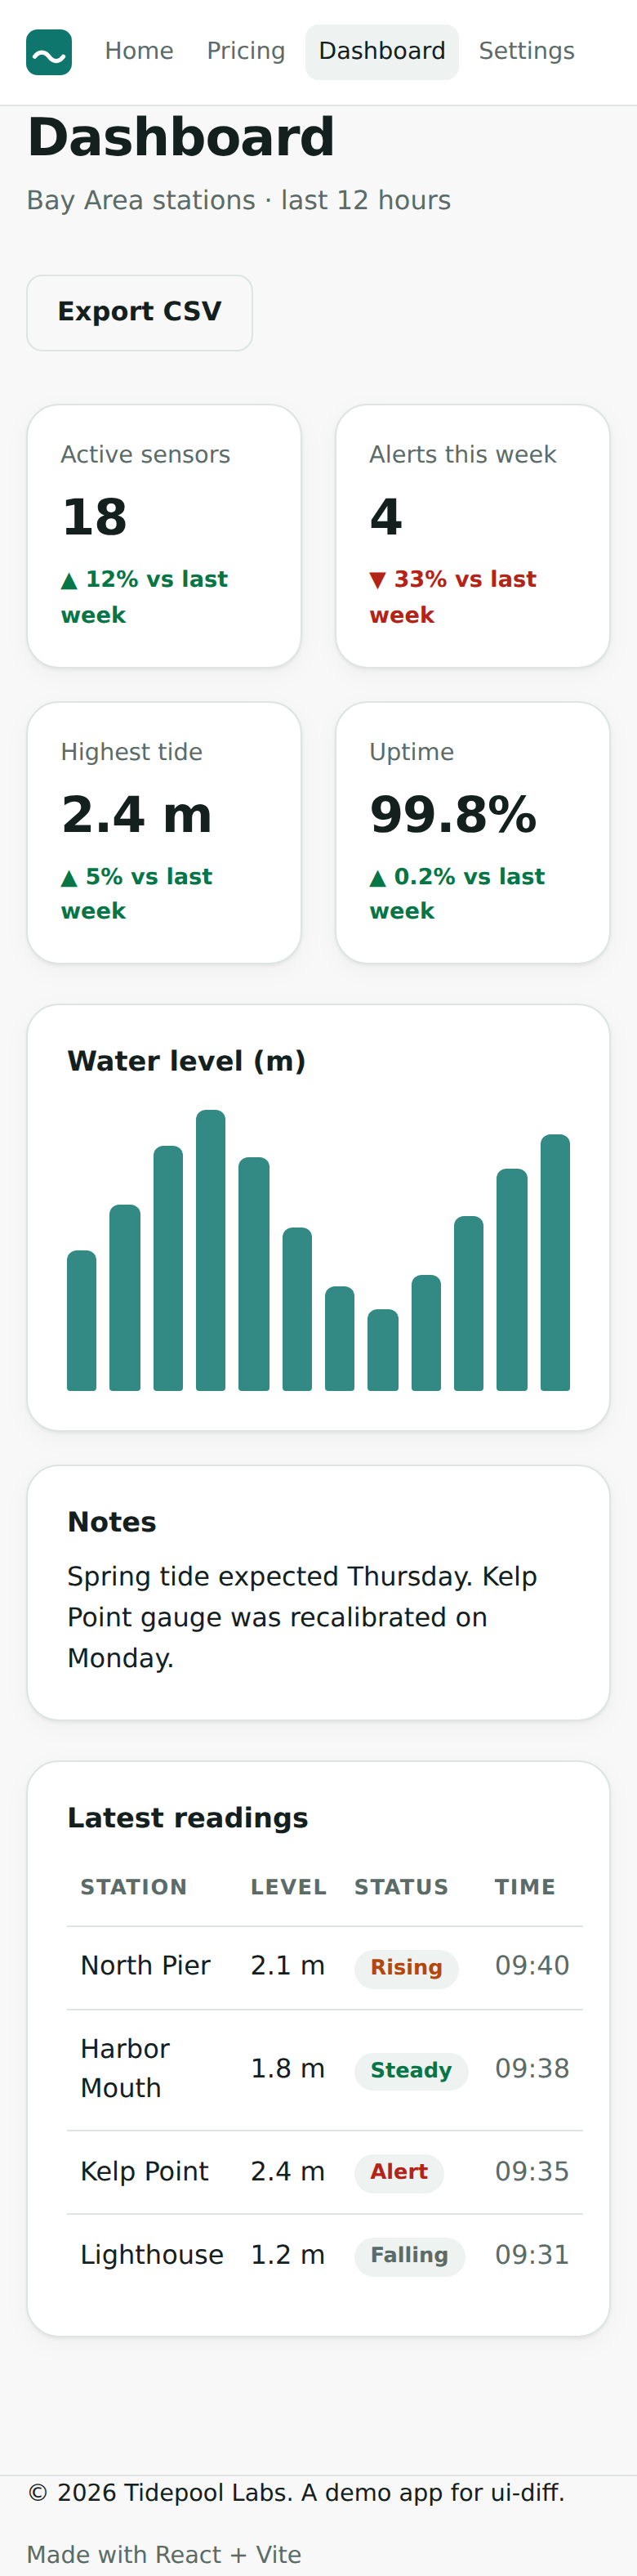 Home Pricing Dashboard Settings
Dashboard
Bay Area stations · last 12 hours
Export CSV
Active sensors
18
▲ 12% vs last
week
Alerts this week
4
▼ 33% vs last
week
Highest tide
2.4 m
▲ 5% vs last
week
Uptime
99.8%
▲ 0.2% vs last
week
Water level (m)
Notes
Spring tide expected Thursday. Kelp
Point gauge was recalibrated on
Monday.
Latest readings
STATION LEVEL STATUS TIME
North Pier 2.1 m Rising 09:40
Harbor
Mouth 1.8 m Steady 09:38
Kelp Point 2.4 m Alert 09:35
Lighthouse 1.2 m Falling 09:31
© 2026 Tidepool Labs. A demo app for ui-diff.
Made with React + Vite